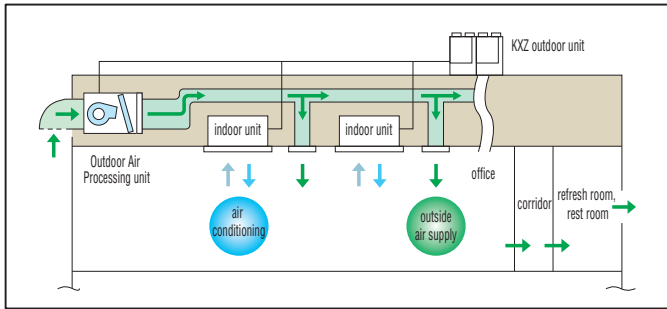 KXZ outdoor unit
indoor unit
indoor unit
Outdoor Air
Processing unit
office
air
conditioning
outside
air supply
corridor
refresh room,
rest room